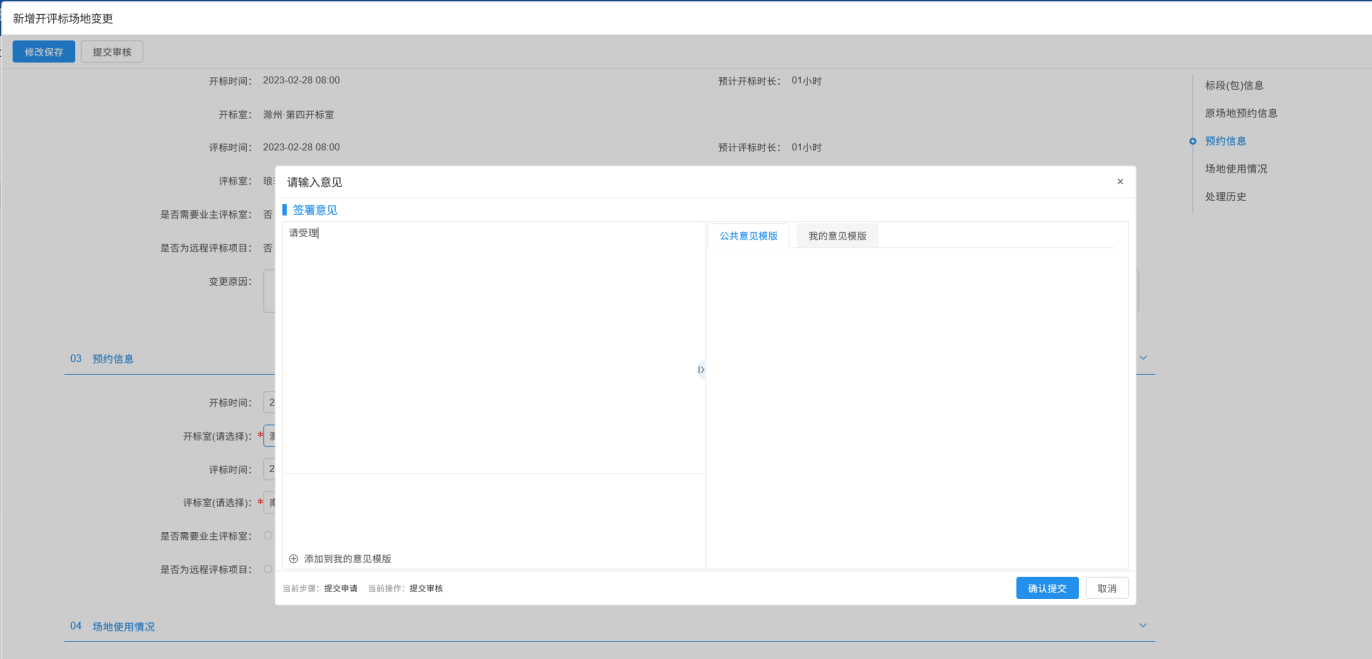 新增开评标场地变更
修改保存 提交审核
开标时间： 2023-02-28 08:00 预计开标时长： 01小时
开标室： 滁州·第四开标室
评标时间： 2023-02-28 08:00 预计评标时长： 01小时
评标室： 琅
是否需要业主评标室： 否
是否为远程评标项目： 否
变更原因：
标段(包)信息
原场地预约信息
预约信息
场地使用情况
处理历史
请输入意见 ×
签署意见
请受理
公共意见模版 我的意见模版
添加到我的意见模版
当前步骤：提交申请 当前操作：提交审核
确认提交 取消
03 预约信息
开标时间： 2
开标室(请选择)：*
评标时间： 2
评标室(请选择)：* 南
是否需要业主评标室：
是否为远程评标项目：
04 场地使用情况